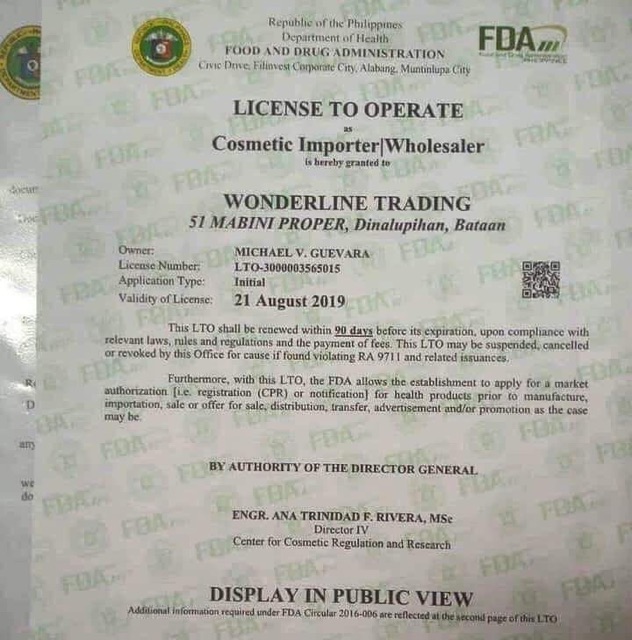 Republic of the Philippines
Department of Health
FOOD AND DRUG ADMINISTRATION
Civic Drive, Filinvest Corporate City, Alabang, Muntinlupa City
FDA
PHILIPPINES
LICENSE TO OPERATE
as
Cosmetic Importer|Wholesaler
is hereby granted to
WONDERLINE TRADING
51 MABINI PROPER, Dinalupihan, Bataan
Owner: MICHAEL V. GUEVARA
License Number: LTO-3000003565015
Application Type: Initial
Validity of License: 21 August 2019
This LTO shall be renewed within 90 days before its expiration, upon compliance with
relevant laws, rules and regulations and the payment of fees. This LTO may be suspended, cancelled
or revoked by this Office for cause if found violating RA 9711 and related issuances.
Furthermore, with this LTO, the FDA allows the establishment to apply for a market
authorization [i.e. registration (CPR) or notification] for health products prior to manufacture,
importation, sale or offer for sale, distribution, transfer, advertisement and/or promotion as the case
may be.
BY AUTHORITY OF THE DIRECTOR GENERAL
ENGR. ANA TRINIDAD F. RIVERA, MSc
Director IV
Center for Cosmetic Regulation and Research
DISPLAY IN PUBLIC VIEW
Additional information required under FDA Circular 2016-006 are reflected at the second page of this LTO